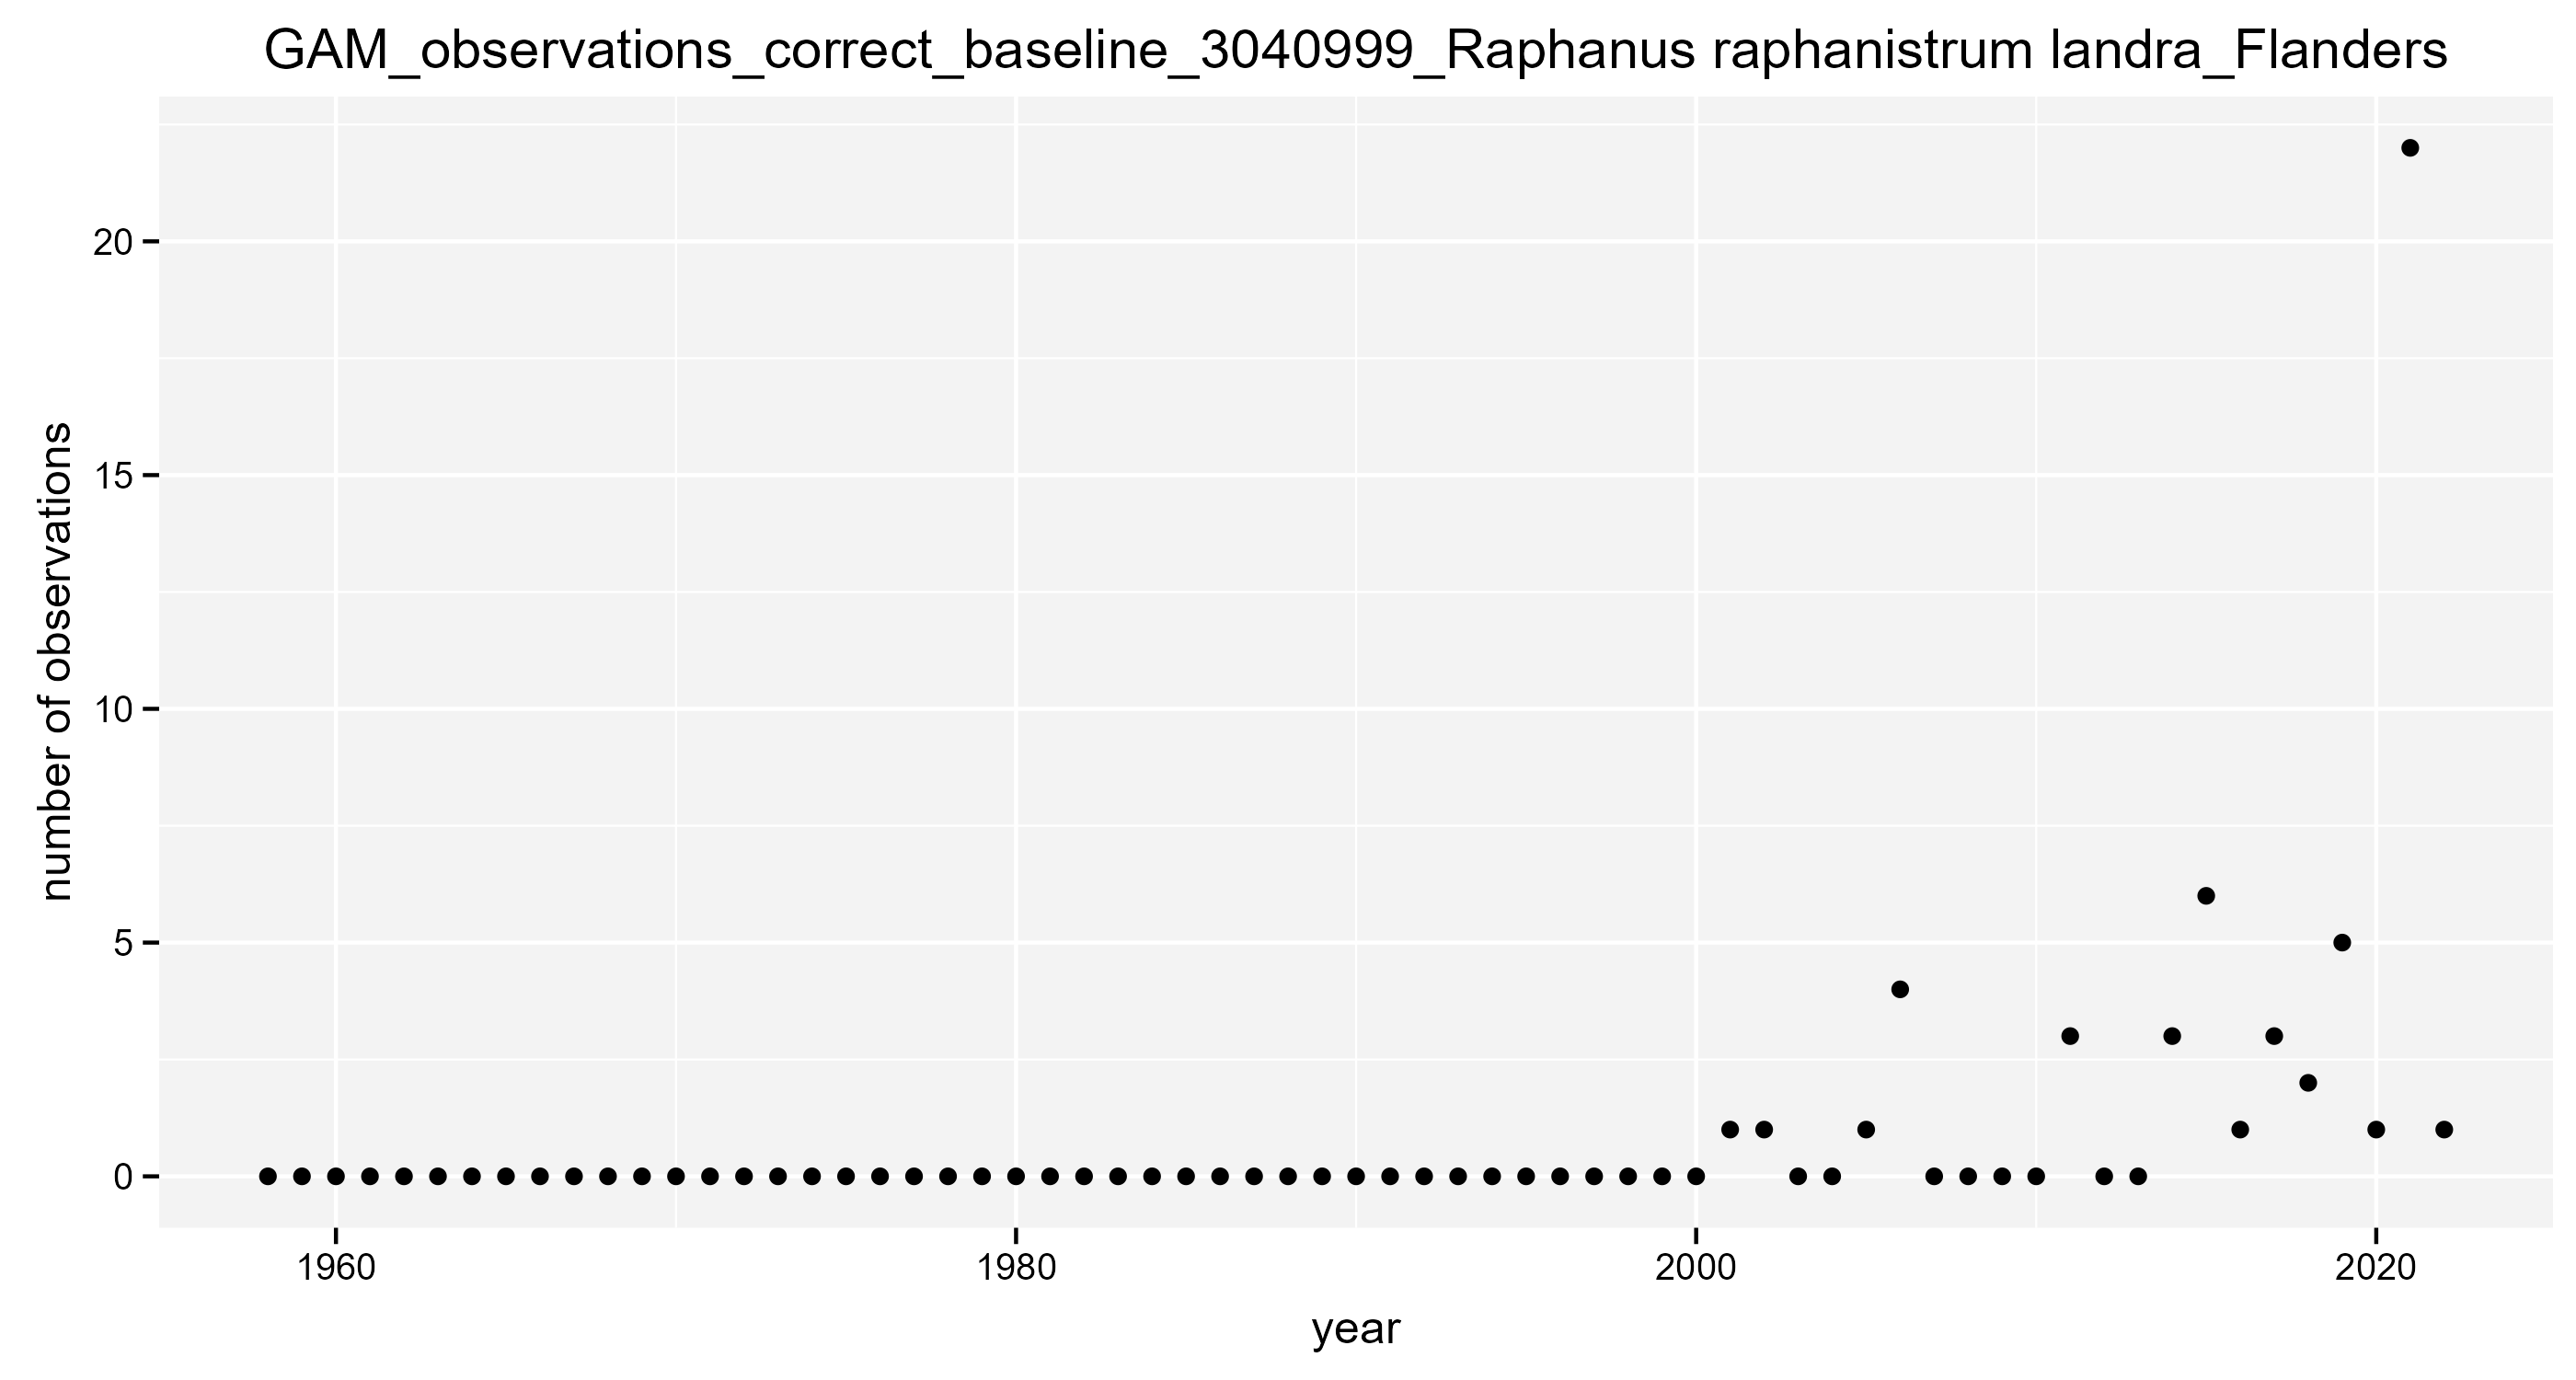 GAM_observations_correct_baseline_3040999_Raphanus raphanistrum landra_Flanders
number of observations
20
15
10
5
0
1960 1980 2000 2020
year